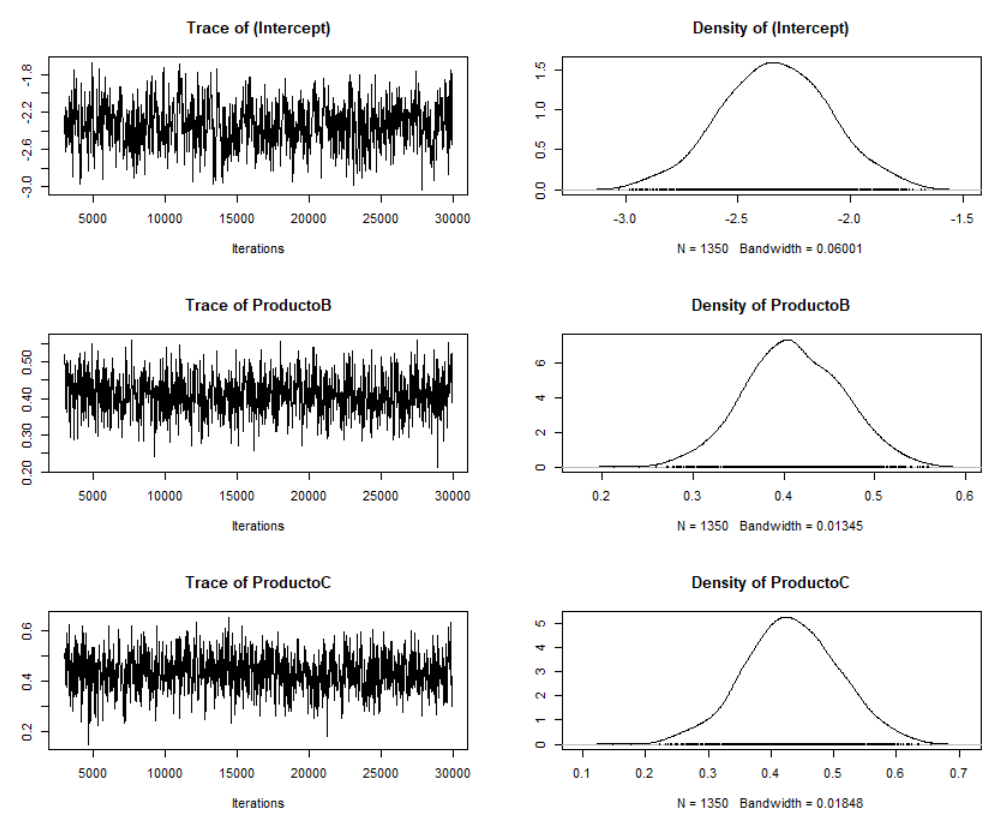 Trace of (Intercept)
Density of (Intercept)
-3.0 -2.6 -2.2 -1.8
0.0 0.5 1.0 1.5
5000 10000 15000 20000 25000 30000
-3.0 -2.5 -2.0 -1.5
Iterations
N = 1350 Bandwidth = 0.06001
Trace of ProductoB
Density of ProductoB
0.20 0.30 0.40 0.50
0 2 4 6
5000 10000 15000 20000 25000 30000
0.2 0.3 0.4 0.5 0.6
Iterations
N = 1350 Bandwidth = 0.01345
Trace of ProductoC
Density of ProductoC
0.2 0.4 0.6
0 1 2 3 4 5
5000 10000 15000 20000 25000 30000
0.1 0.2 0.3 0.4 0.5 0.6 0.7
Iterations
N = 1350 Bandwidth = 0.01848